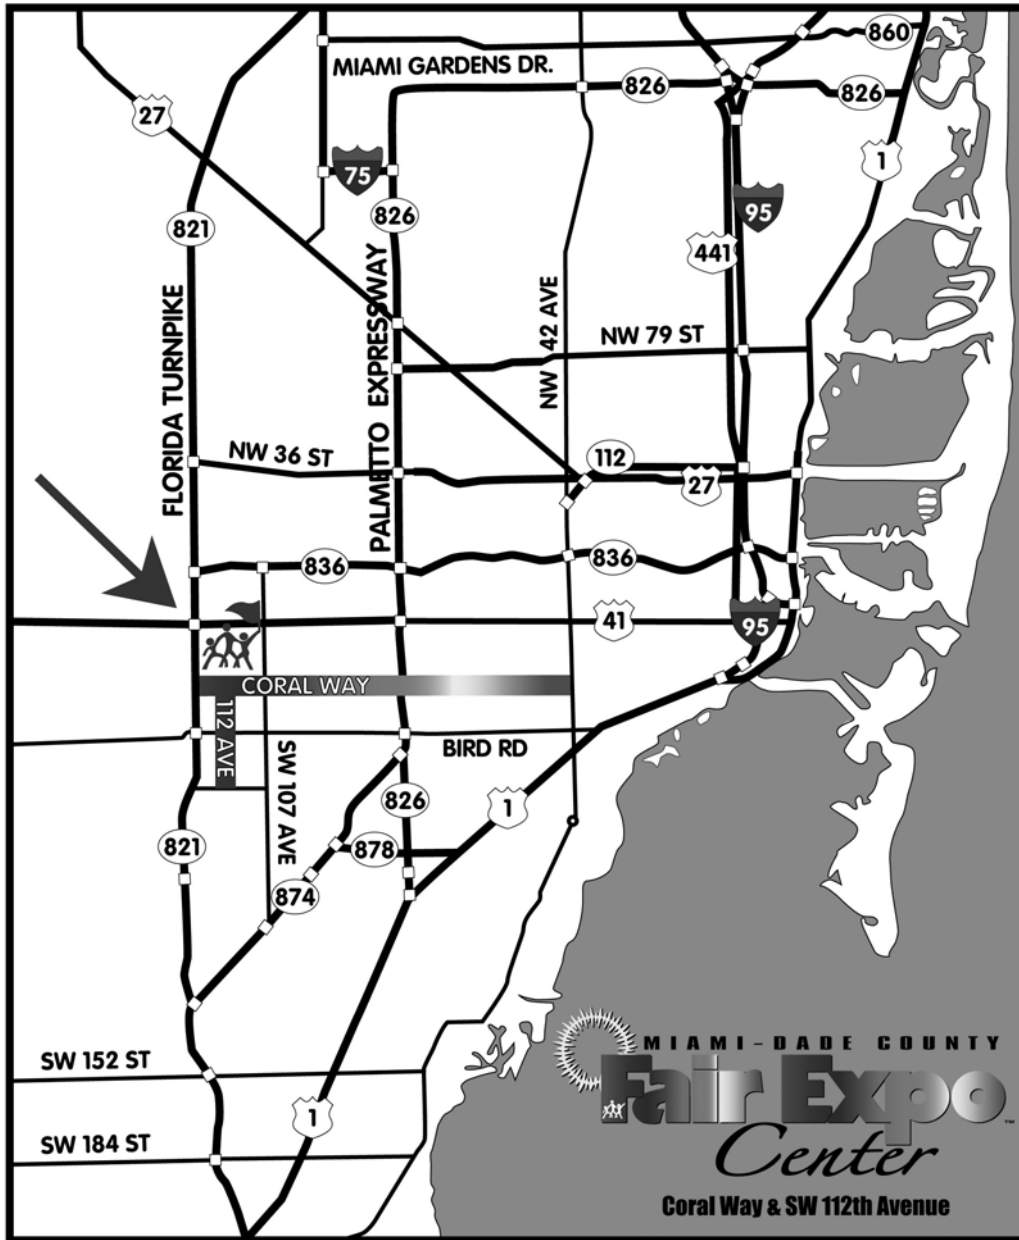 860
MIAMI GARDENS DR.
826
826
27
1
75
95
821
826
441
FLORIDA TURNPIKE
PALMETTO EXPRESSWAY
NW 42 AVE
NW 79 ST
NW 36 ST
112
27
836
836
41
95
CORAL WAY
112 AVE
SW 107 AVE
BIRD RD
826
1
821
878
874
SW 152 ST
1
SW 184 ST
MIAMI-DADE COUNTY
Fair Expo™
Center
Coral Way & SW 112th Avenue